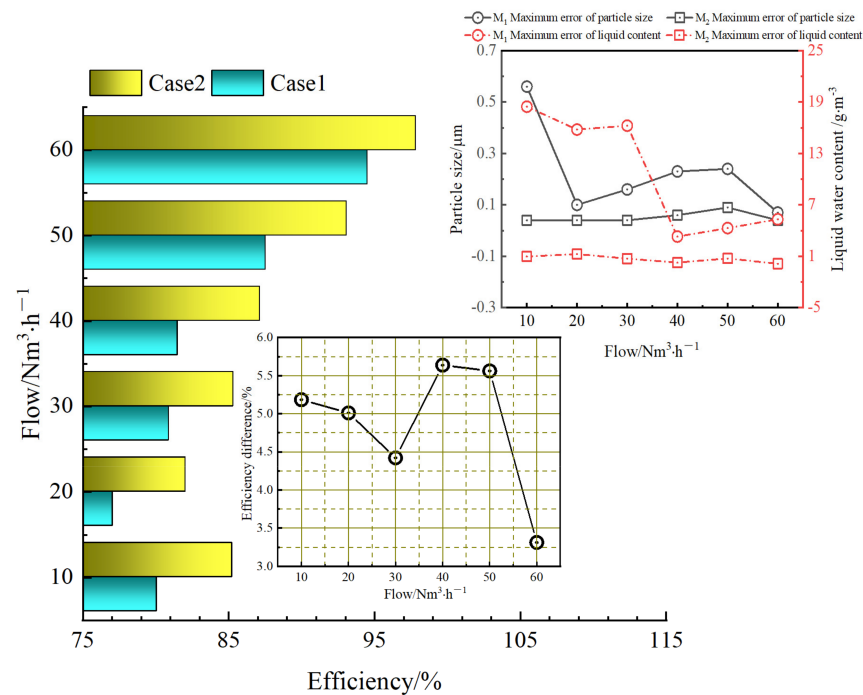 M₁ Maximum error of particle size
M₂ Maximum error of particle size
M₁ Maximum error of liquid content
M₂ Maximum error of liquid content
Case2
Case1
0.7
0.5
0.3
0.1
-0.1
-0.3
Particle size/μm
25
19
13
7
1
-5
Liquid water content /g·m⁻³
10 20 30 40 50 60
Flow/Nm³·h⁻¹
60
50
40
30
20
10
Flow/Nm³·h⁻¹
6.0
5.5
5.0
4.5
4.0
3.5
3.0
Efficiency difference/%
10 20 30 40 50 60
Flow/Nm³·h⁻¹
75 85 95 105 115
Efficiency/%